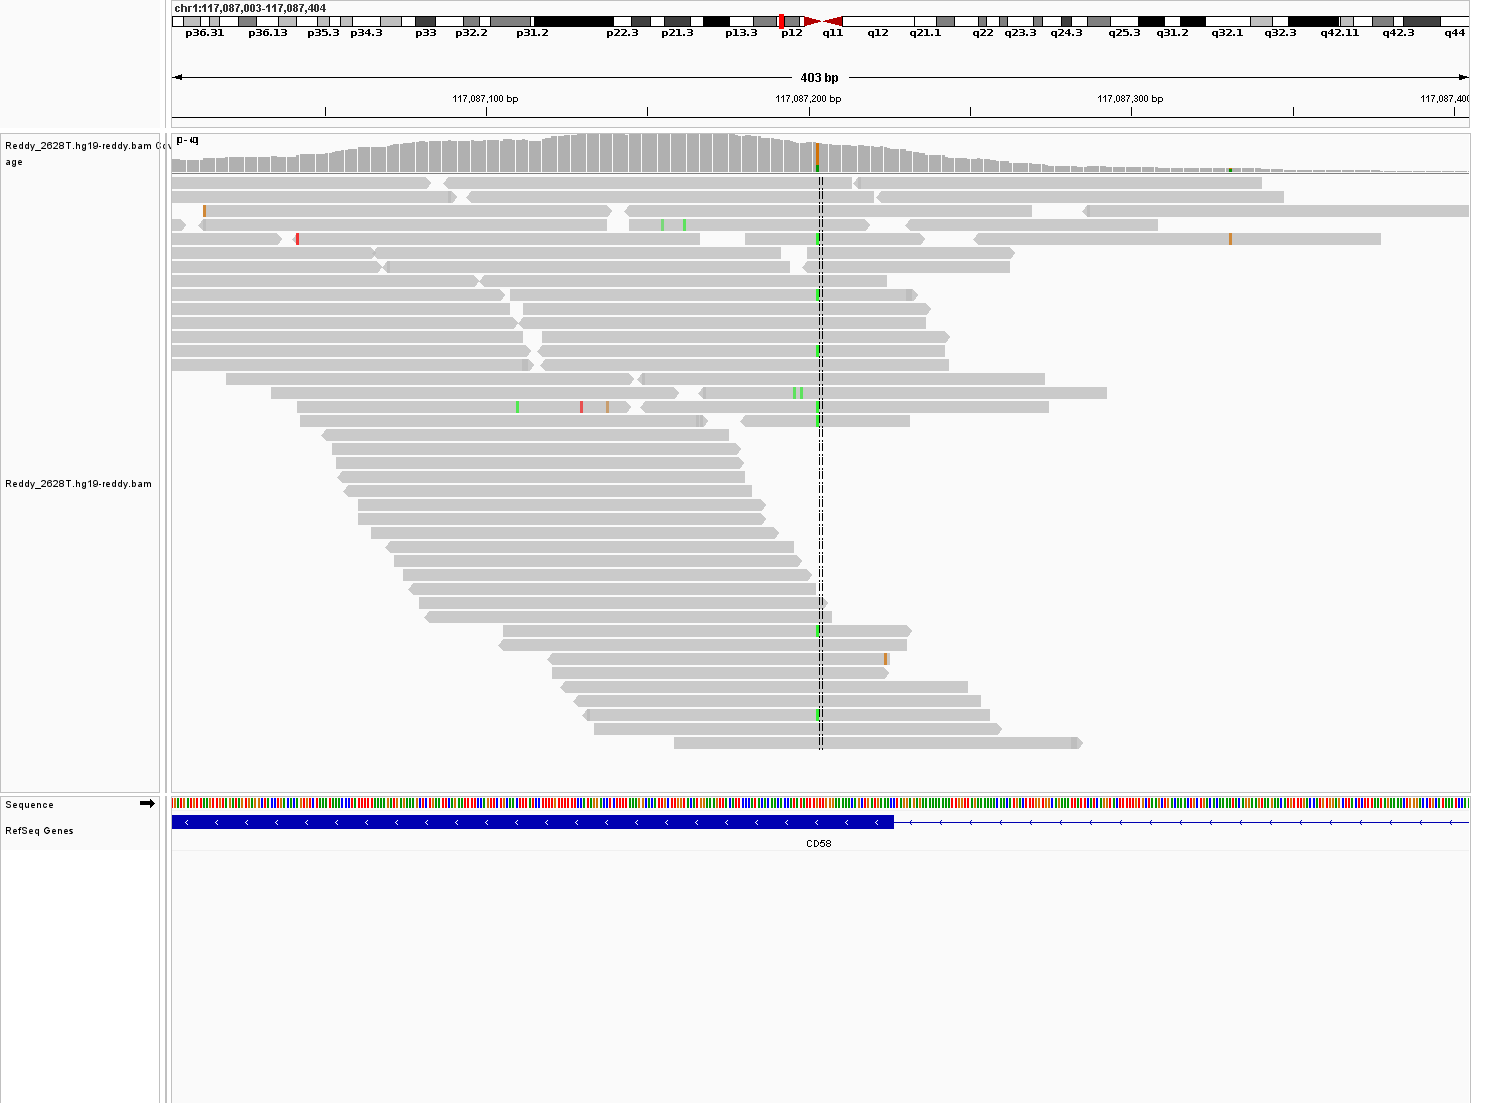 chr1:117,087,003-117,087,404
p36.31 p36.13 p35.3 p34.3 p33 p32.2 p31.2 p22.3 p21.3 p13.3 p12 q11 q12 q21.1 q22 q23.3 q24.3 q25.3 q31.2 q32.1 q32.3 q42.11 q42.3 q44
403 bp
117,087,100 bp 117,087,200 bp 117,087,300 bp 117,087,400
Reddy_2628T.hg19-reddy.bam Cov
age
Reddy_2628T.hg19-reddy.bam
Sequence
RefSeq Genes
CD58